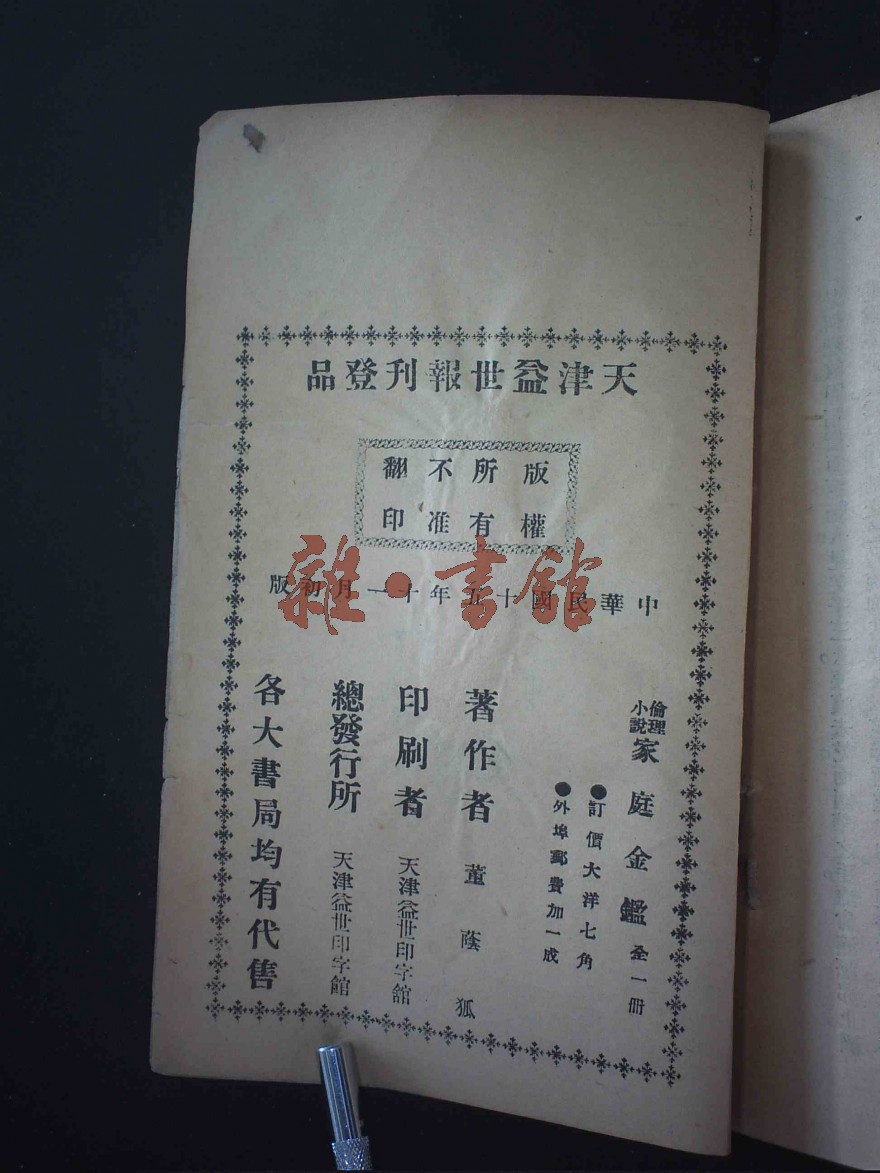 天津益世報刊登品
版權所有不准翻印
中華民國十五年十一月初版
倫理小說 家庭金鑑 全一冊
●訂價大洋七角
●外埠郵費加一成
著作者 董蔭狐
印刷者 天津益世印字館
總發行所 天津益世印字館
各大書局均有代售
雜·書館